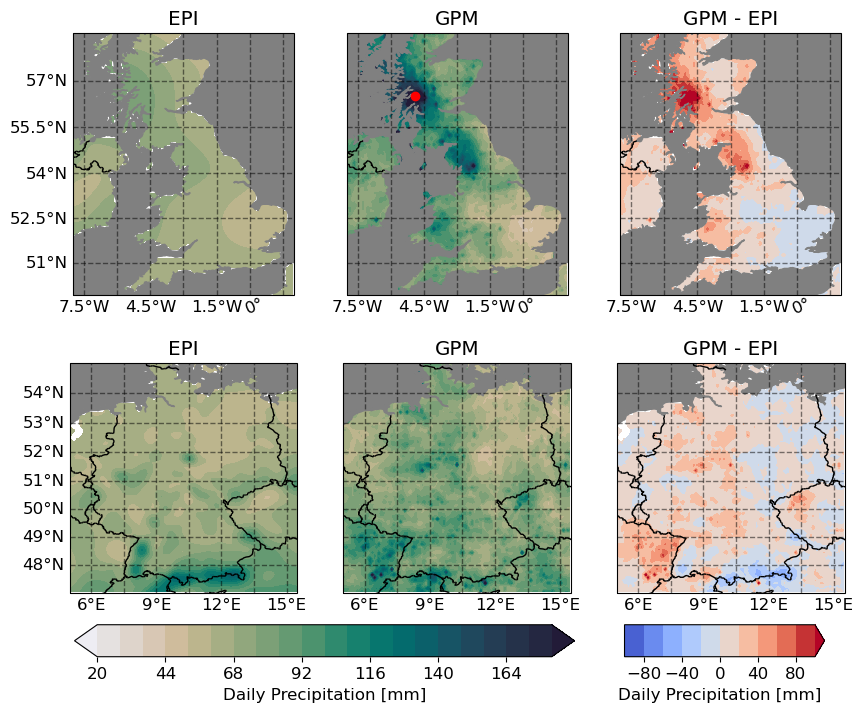 EPI GPM GPM - EPI
57°N
55.5°N
54°N
52.5°N
51°N
7.5°W 4.5°W 1.5°W 0° 7.5°W 4.5°W 1.5°W 0° 7.5°W 4.5°W 1.5°W 0°
EPI GPM GPM - EPI
54°N
53°N
52°N
51°N
50°N
49°N
48°N
6°E 9°E 12°E 15°E 6°E 9°E 12°E 15°E 6°E 9°E 12°E 15°E
20 44 68 92 116 140 164 −80 −40 0 40 80
Daily Precipitation [mm] Daily Precipitation [mm]